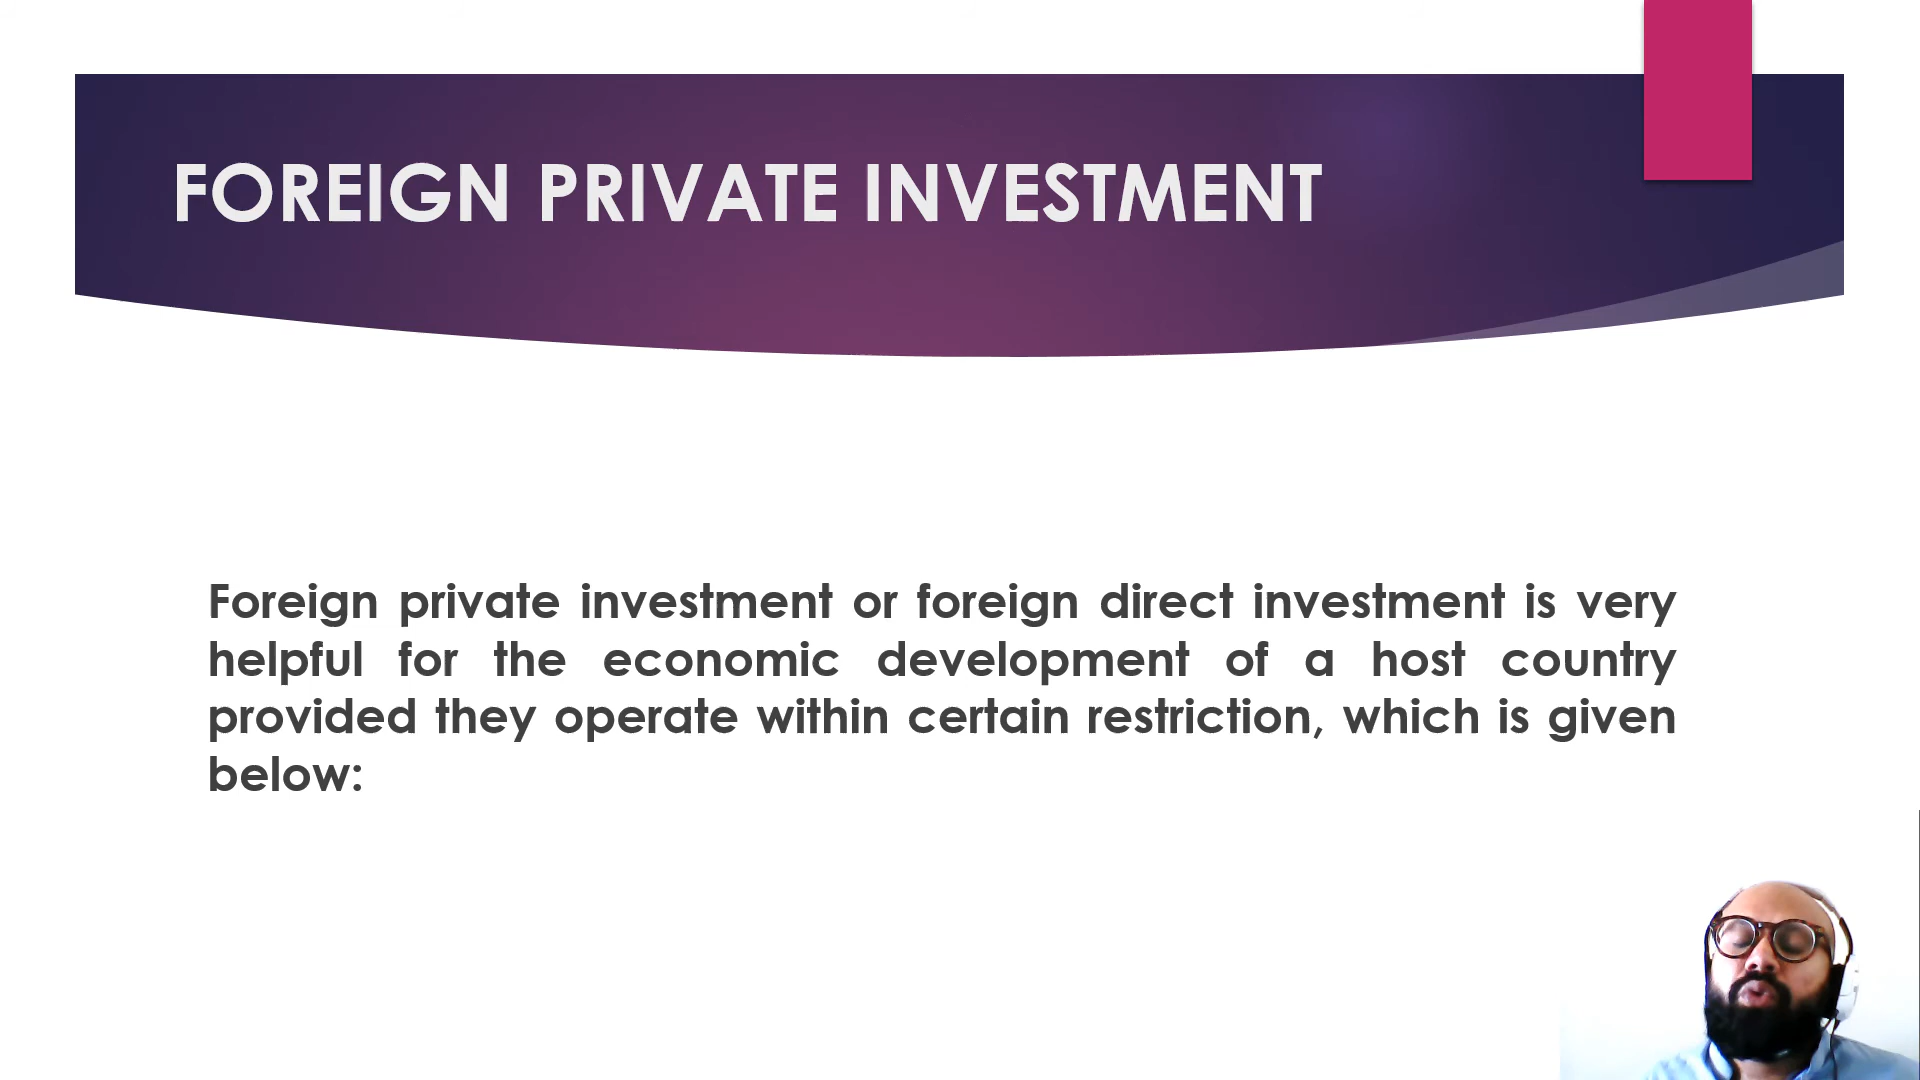 FOREIGN PRIVATE INVESTMENT
Foreign private investment or foreign direct investment is very
helpful for the economic development of a host country
provided they operate within certain restriction, which is given
below: